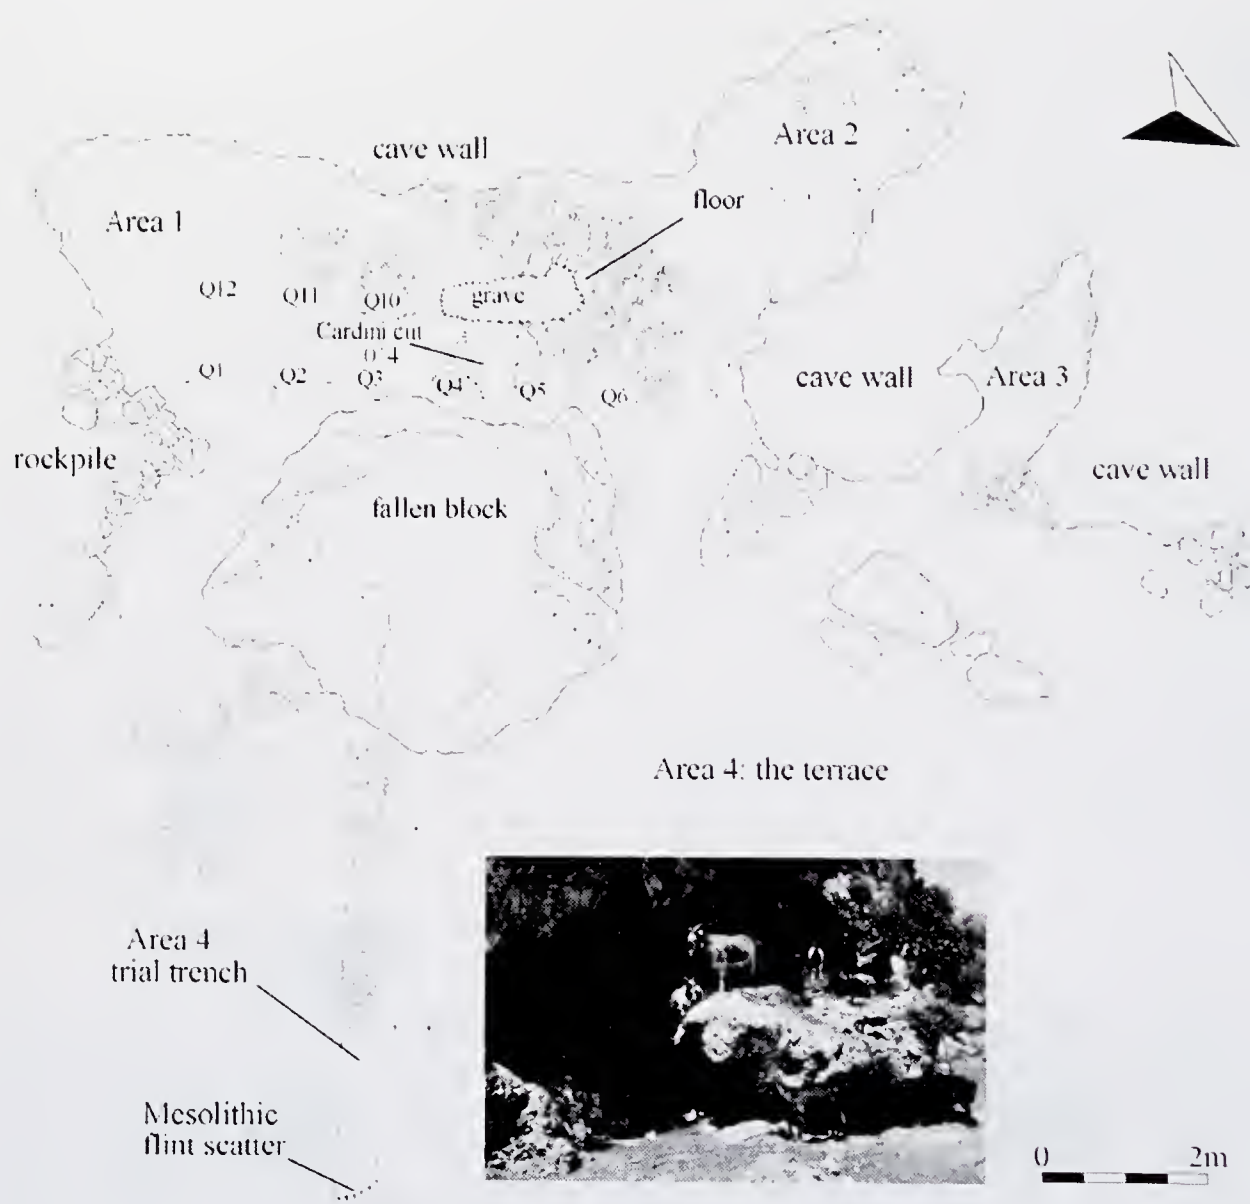 Area 2
cave wall
floor
Area 1
Q12
Q11
Q10
grave
Cardini cut
Q1
Q2
Q3
Q4
Q5
Q6
cave wall
Area 3
rockpile
cave wall
fallen block
Area 4: the terrace
Area 4
trial trench
Mesolithic
flint scatter
0
2m